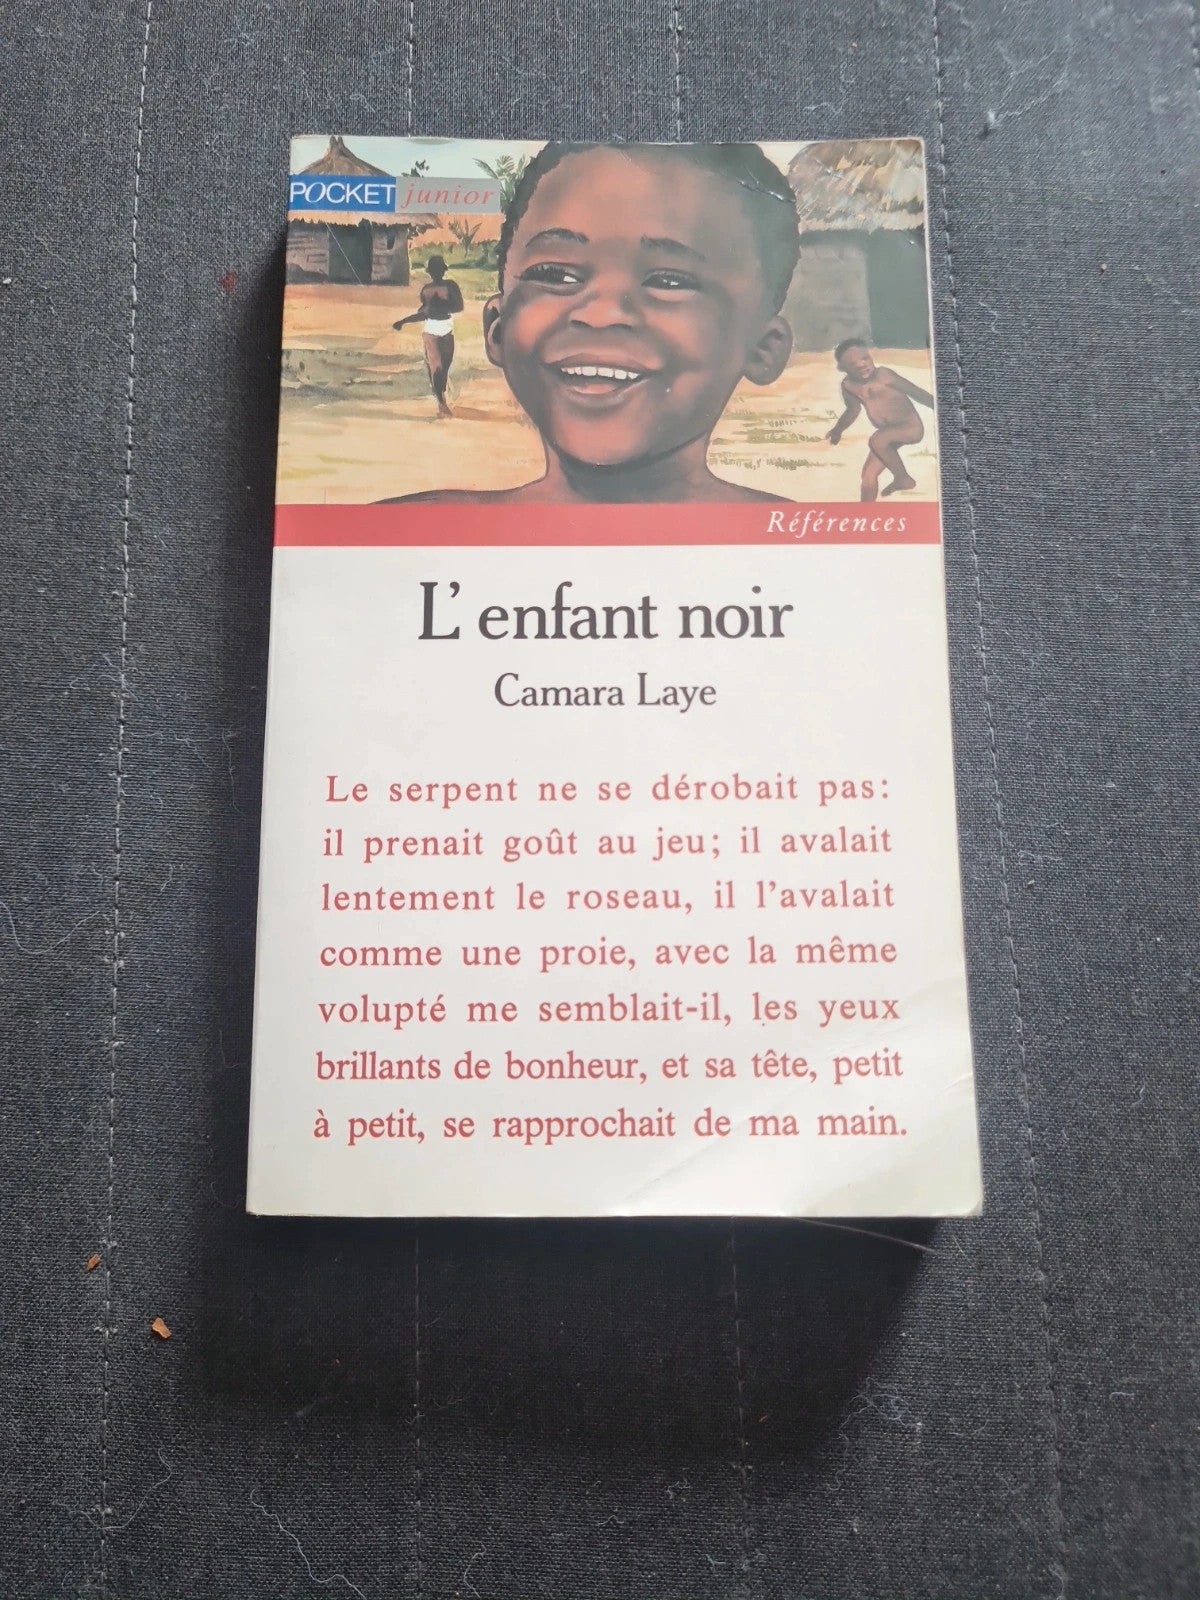 POCKET junior
Références
L'enfant noir
Camara Laye
Le serpent ne se dérobait pas:
il prenait goût au jeu; il avalait
lentement le roseau, il l'avalait
comme une proie, avec la même
volupté me semblait-il, les yeux
brillants de bonheur, et sa tête, petit
à petit, se rapprochait de ma main.